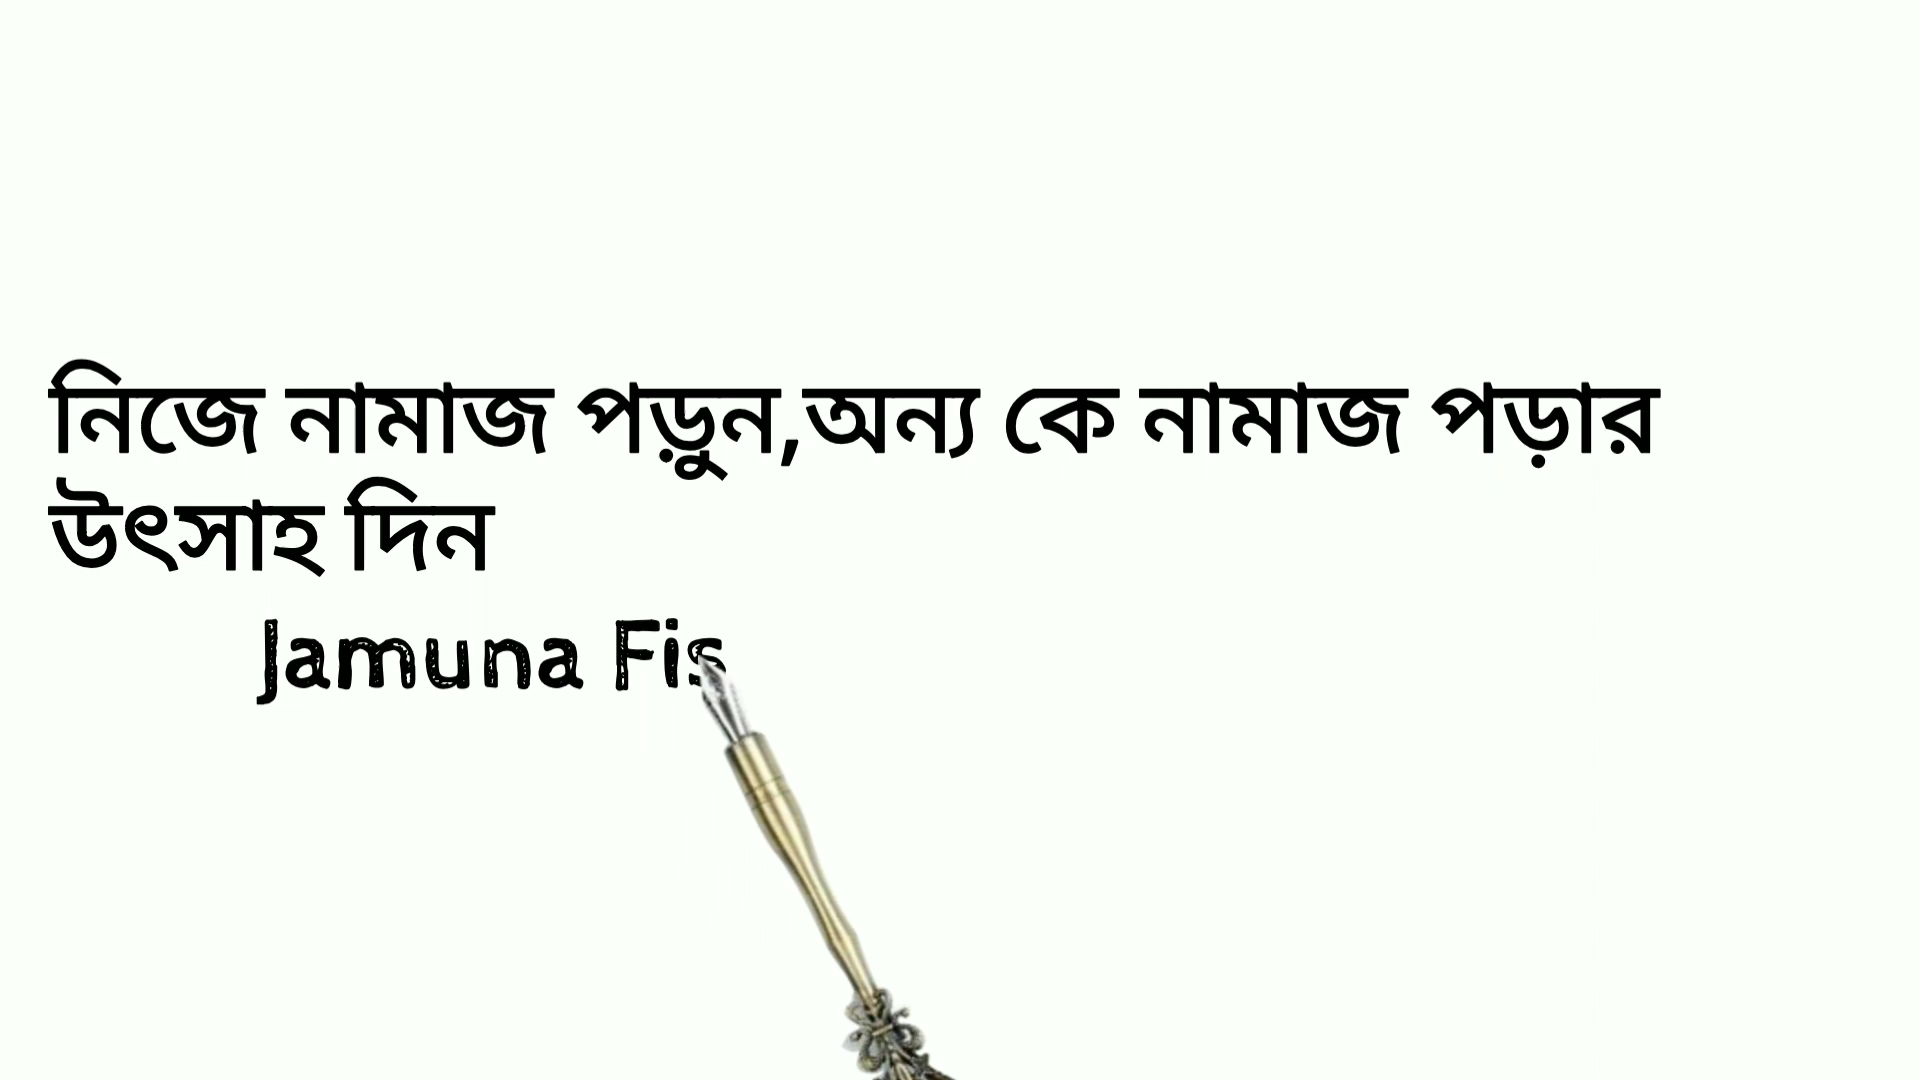 নিজে নামাজ পড়ুন,অন্য কে নামাজ পড়ার
উৎসাহ দিন
Jamuna Fis